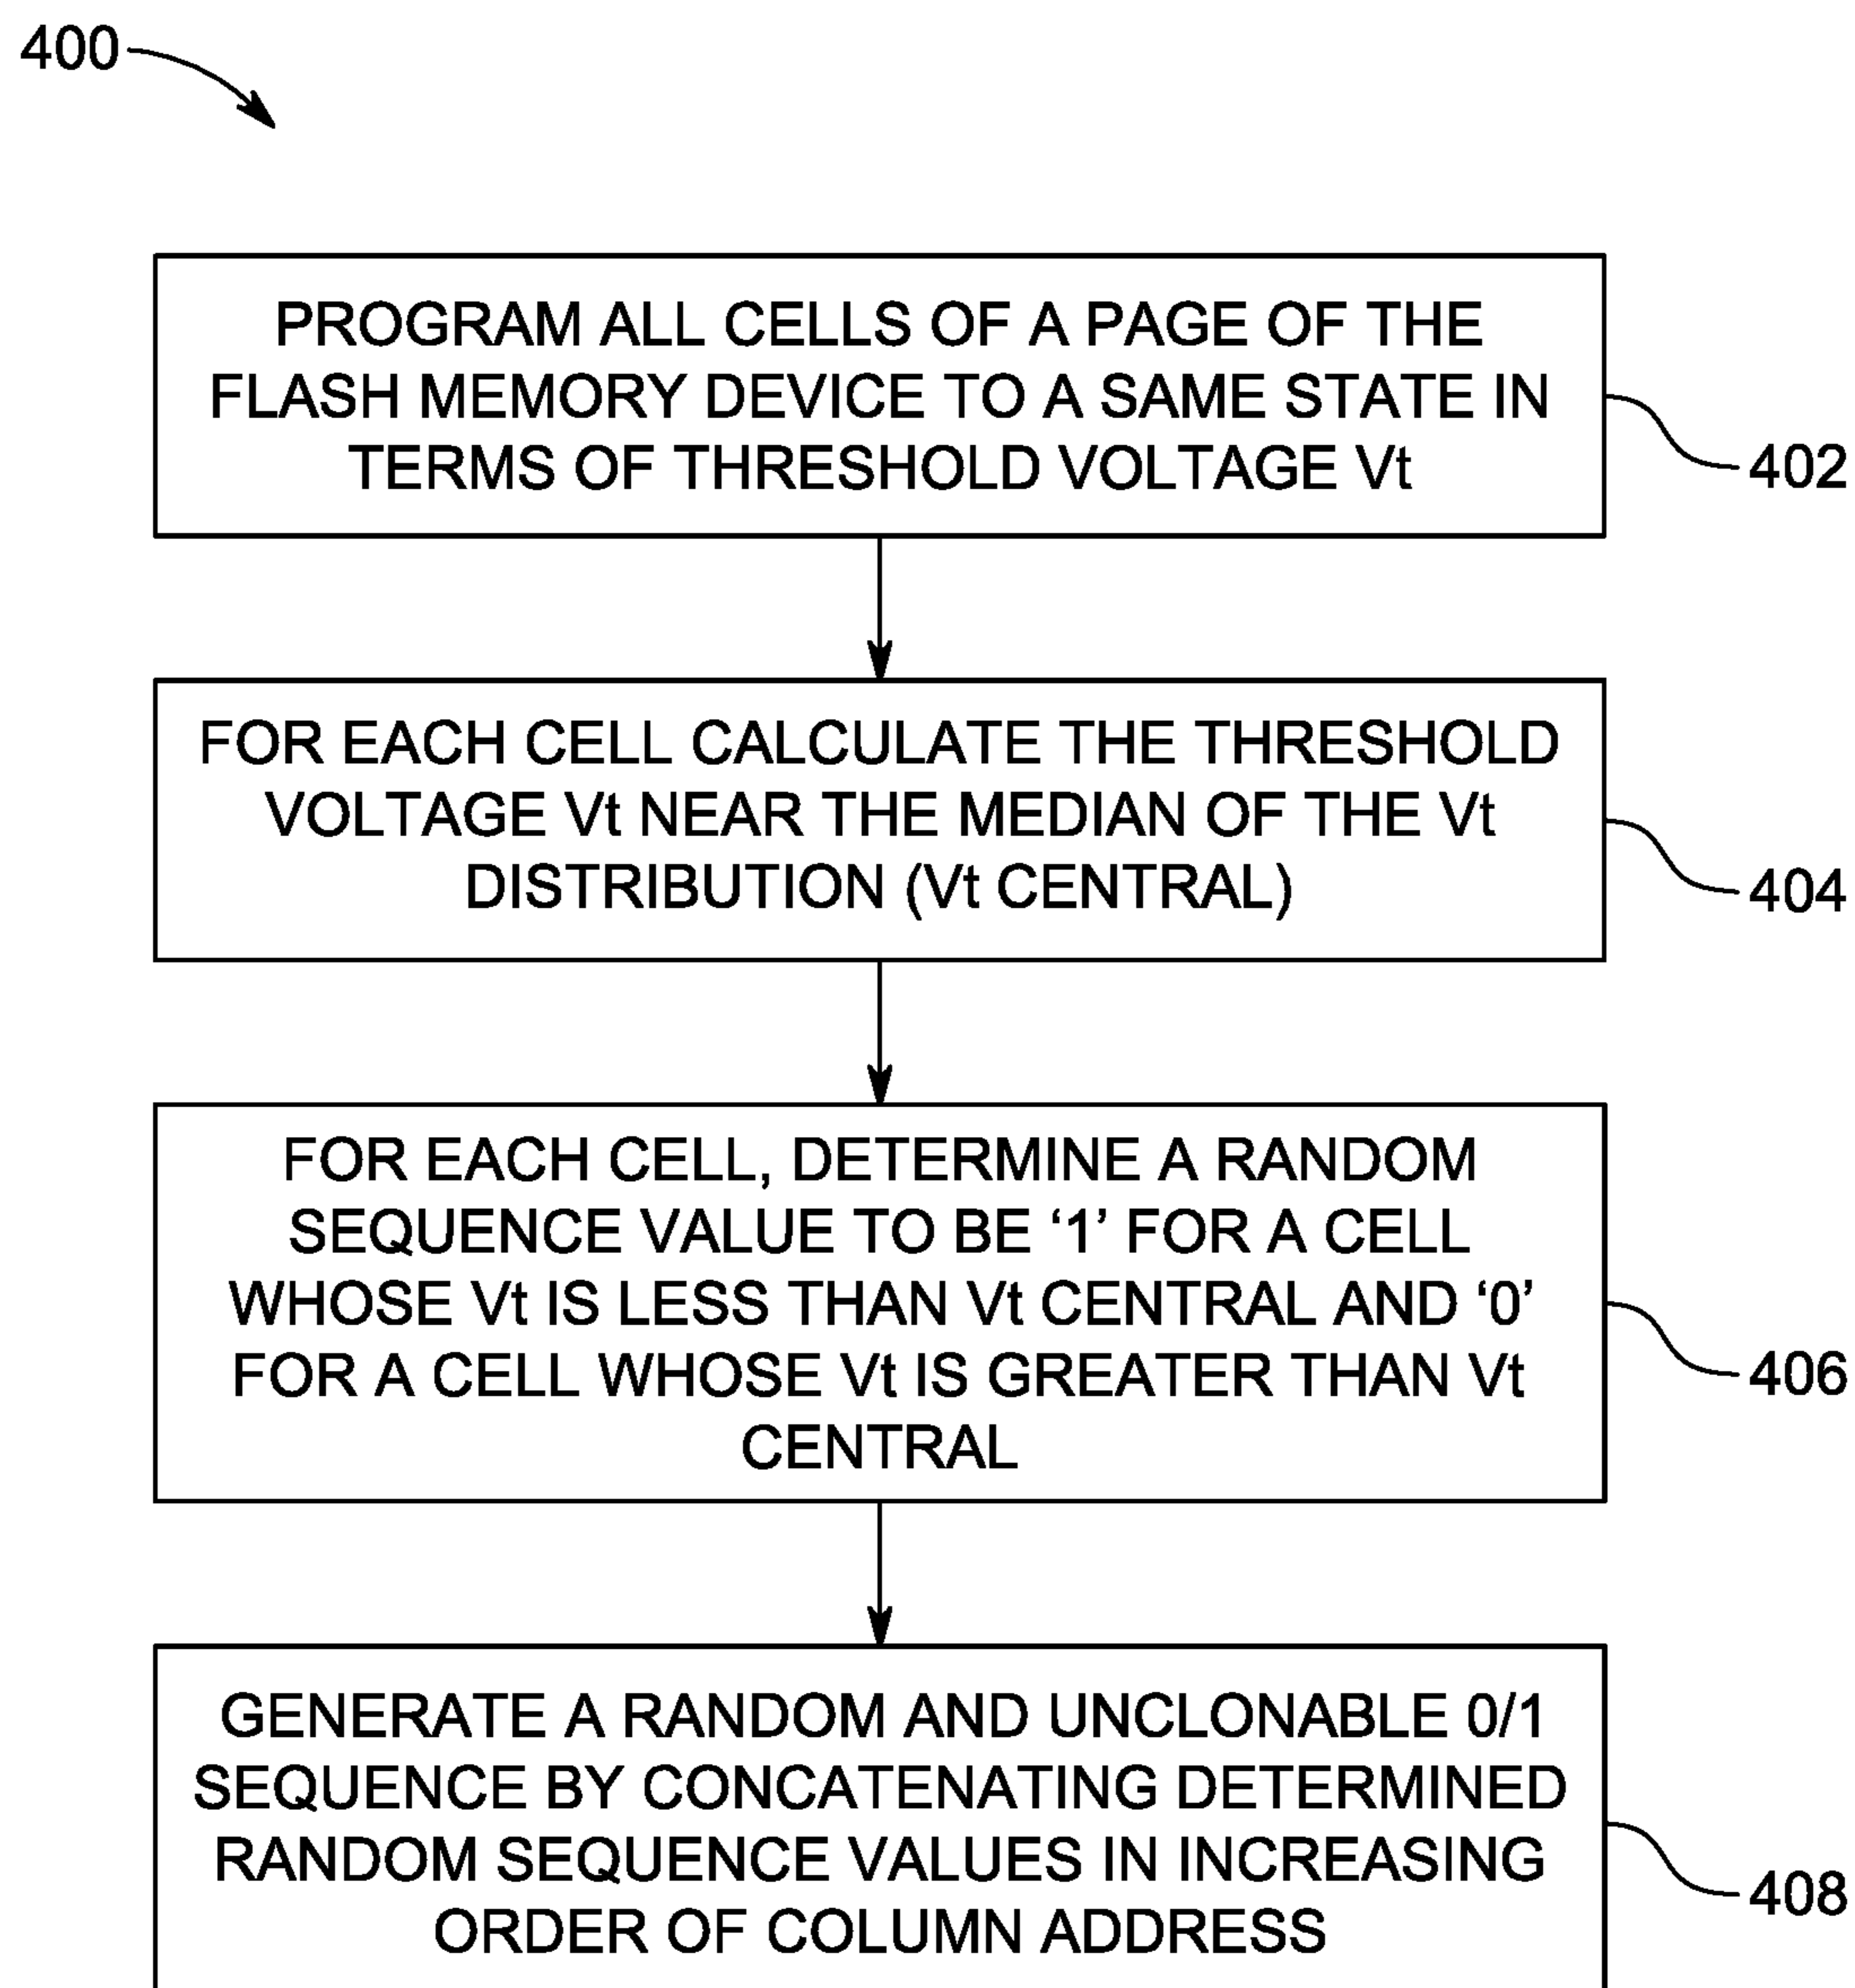 400
PROGRAM ALL CELLS OF A PAGE OF THE
FLASH MEMORY DEVICE TO A SAME STATE IN
TERMS OF THRESHOLD VOLTAGE Vt
402
FOR EACH CELL CALCULATE THE THRESHOLD
VOLTAGE Vt NEAR THE MEDIAN OF THE Vt
DISTRIBUTION (Vt CENTRAL)
404
FOR EACH CELL, DETERMINE A RANDOM
SEQUENCE VALUE TO BE ‘1’ FOR A CELL
WHOSE Vt IS LESS THAN Vt CENTRAL AND ‘0’
FOR A CELL WHOSE Vt IS GREATER THAN Vt
CENTRAL
406
GENERATE A RANDOM AND UNCLONABLE 0/1
SEQUENCE BY CONCATENATING DETERMINED
RANDOM SEQUENCE VALUES IN INCREASING
ORDER OF COLUMN ADDRESS
408